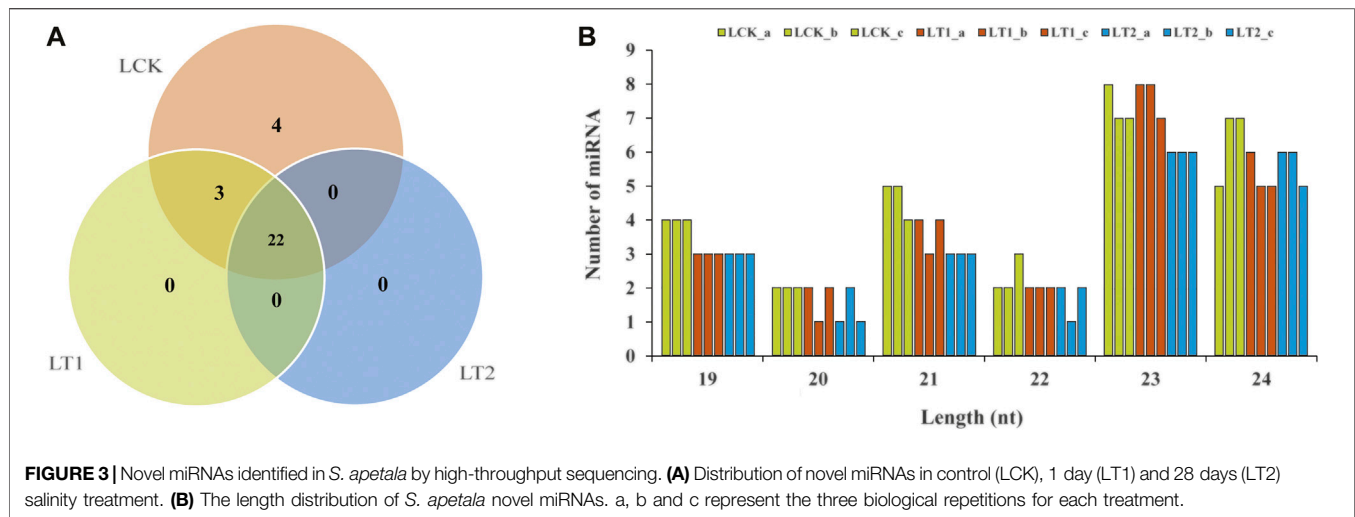 A
LCK
4
3
0
22
0
0
0
LT1
LT2
B
LCK_a LCK_b LCK_c LT1_a LT1_b LT1_c LT2_a LT2_b LT2_c
9
8
7
6
5
4
3
2
1
0
Number of miRNA
19 20 21 22 23 24
Length (nt)
FIGURE 3 | Novel miRNAs identified in S. apetala by high-throughput sequencing. (A) Distribution of novel miRNAs in control (LCK), 1 day (LT1) and 28 days (LT2)
salinity treatment. (B) The length distribution of S. apetala novel miRNAs. a, b and c represent the three biological repetitions for each treatment.